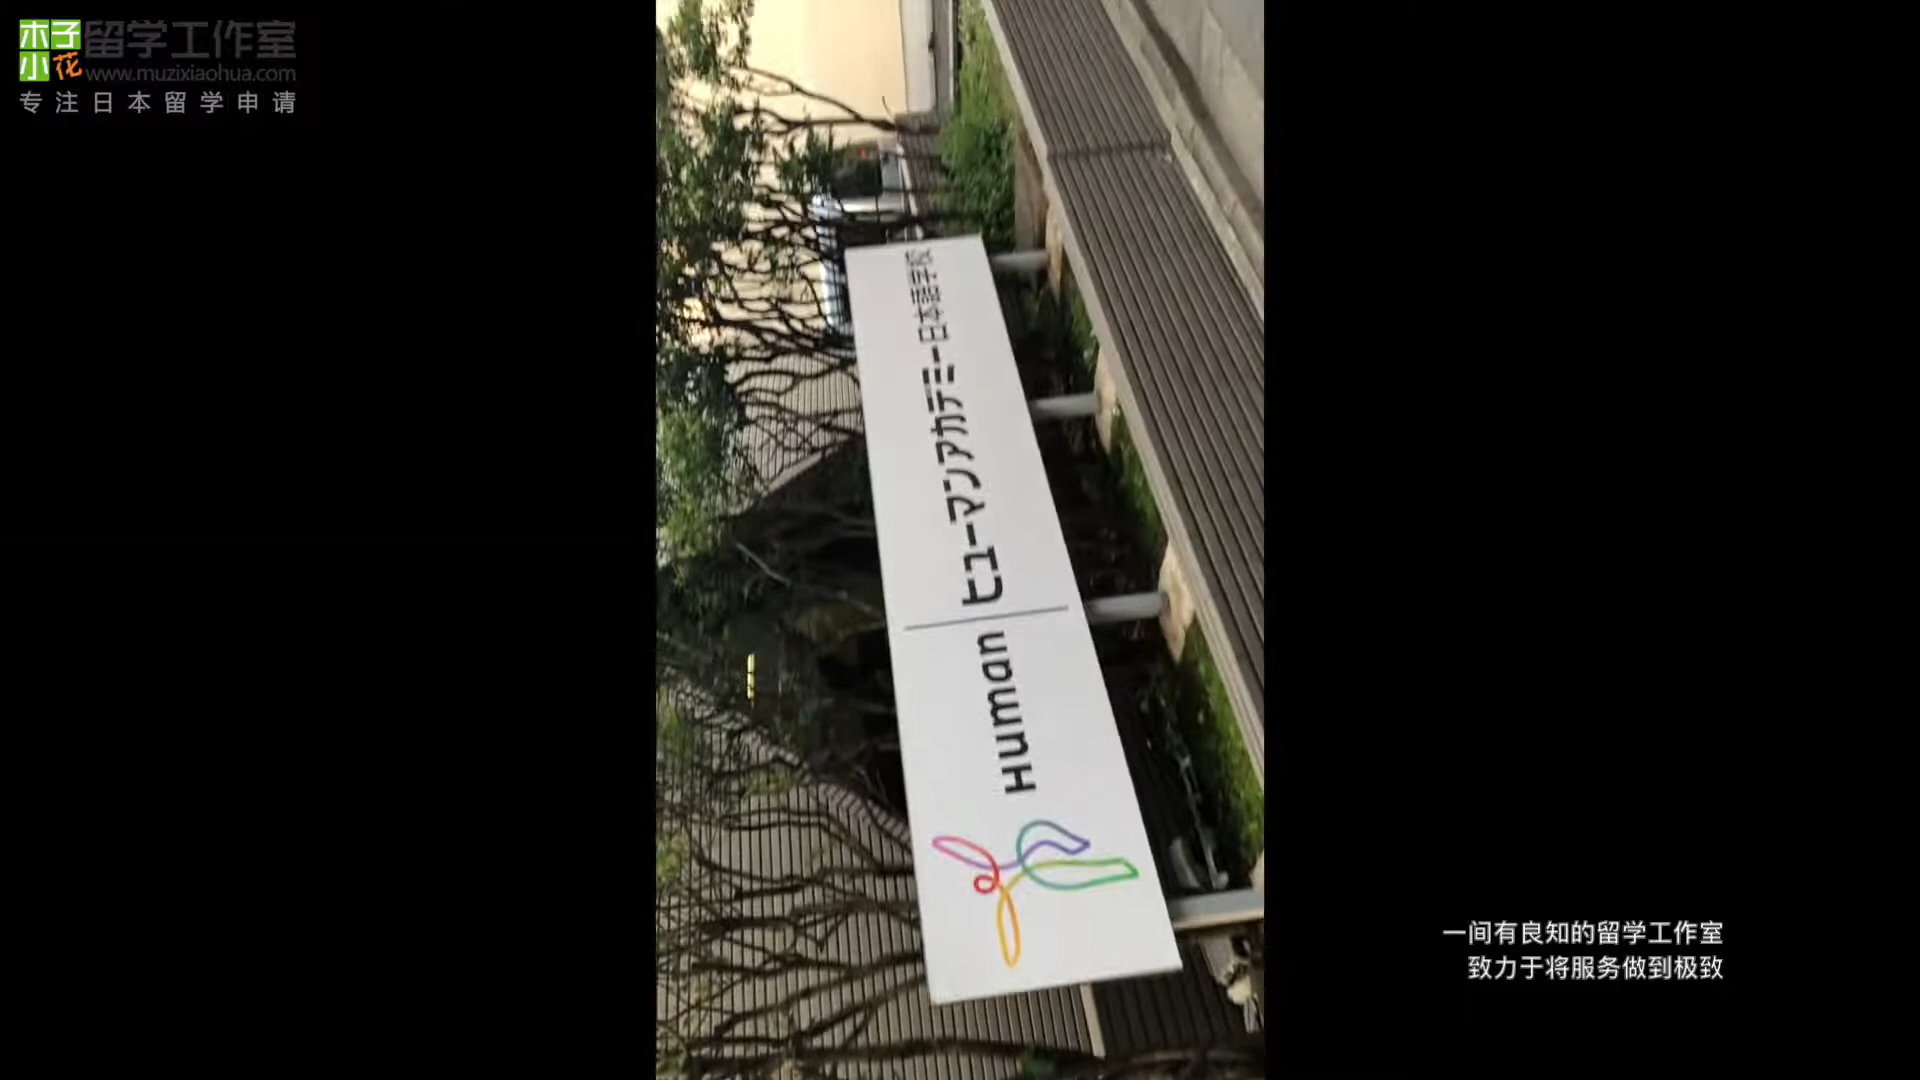 木子
小花
留学工作室
www.muzixiaohua.com
专注日本留学申请
Human
ヒューマンアカデミー日本語学校
一间有良知的留学工作室
致力于将服务做到极致